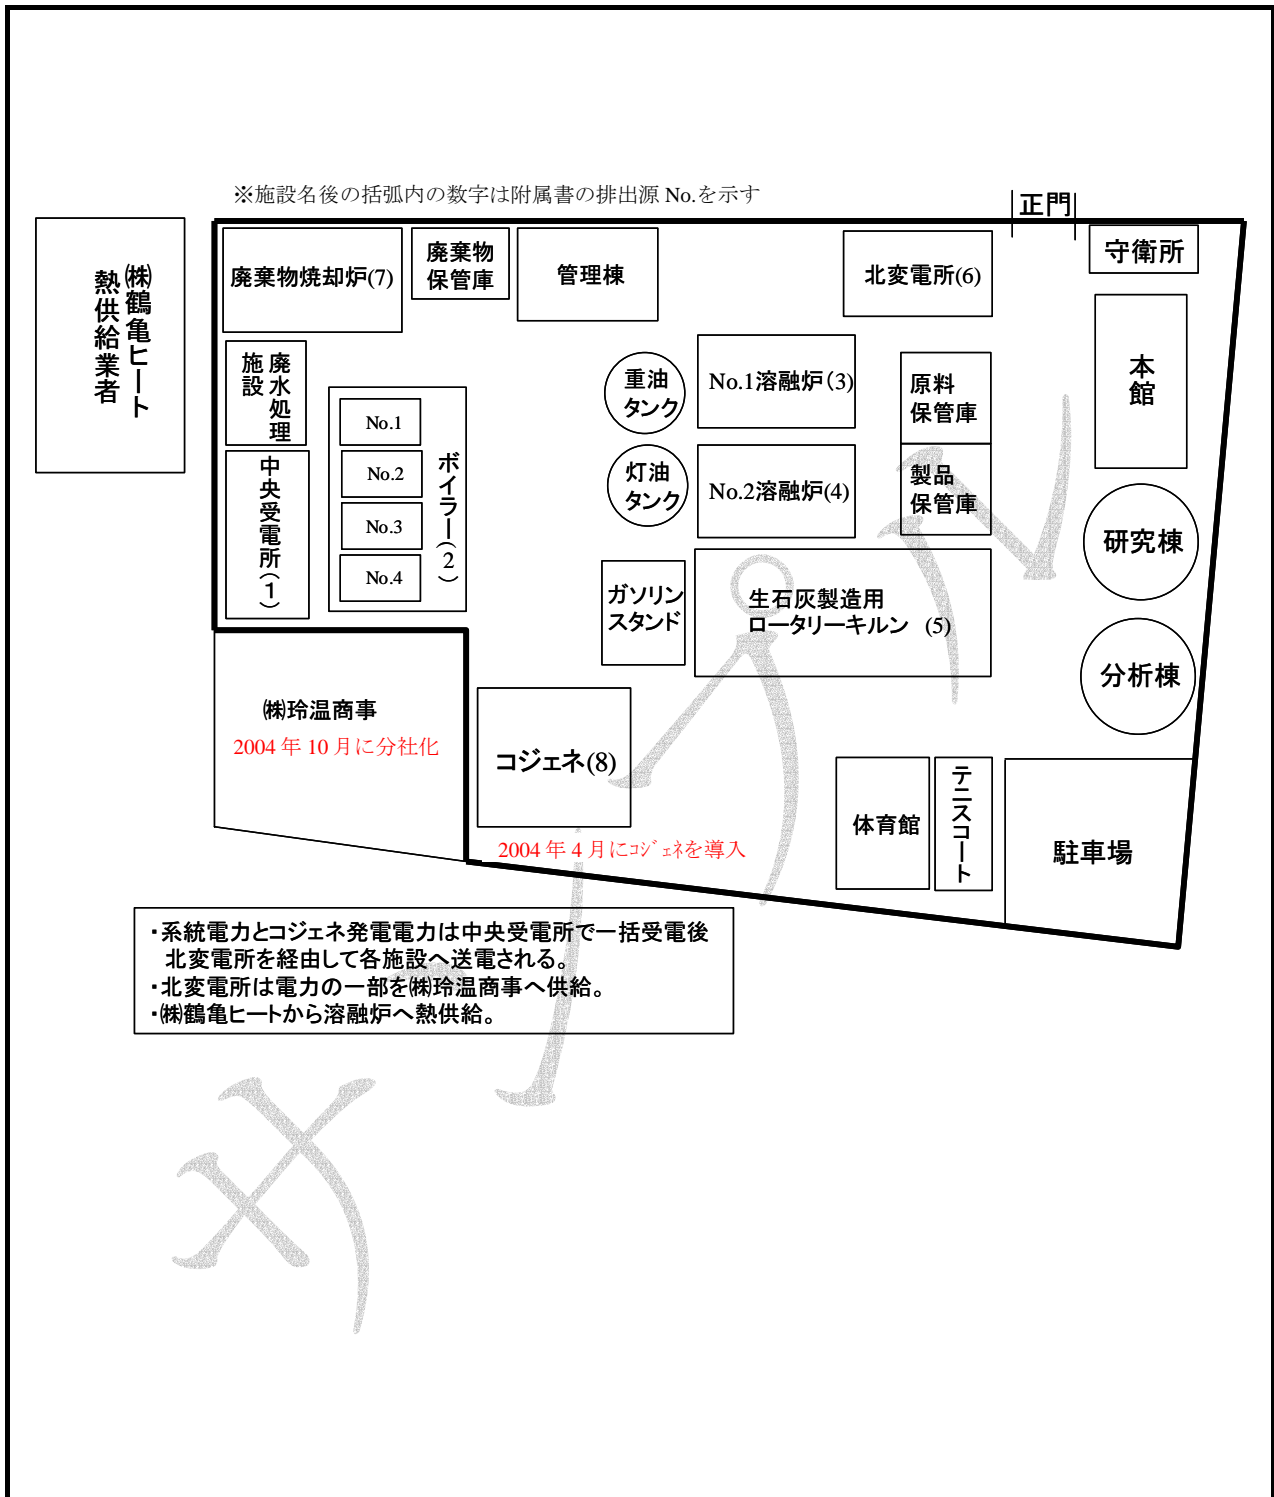 ※施設名後の括弧内の数字は附属書の排出源 No.を示す
正門
㈱鶴亀ヒート
熱供給業者
廃棄物焼却炉(7)
廃棄物
保管庫
管理棟
北変電所(6)
守衛所
廃水処理
施設
本館
重油
タンク
No.1溶融炉(3)
原料
保管庫
No.1
No.2
No.3
No.4
ボイラー(2)
中央受電所(1)
灯油
タンク
No.2溶融炉(4)
製品
保管庫
研究棟
ガソリン
スタンド
生石灰製造用
ロータリーキルン (5)
分析棟
㈱玲温商事
2004 年 10 月に分社化
コジェネ(8)
2004 年 4 月にｺｼﾞｪﾈを導入
体育館
テニスコート
駐車場
・系統電力とコジェネ発電電力は中央受電所で一括受電後
北変電所を経由して各施設へ送電される。
・北変電所は電力の一部を㈱玲温商事へ供給。
・㈱鶴亀ヒートから溶融炉へ熱供給。